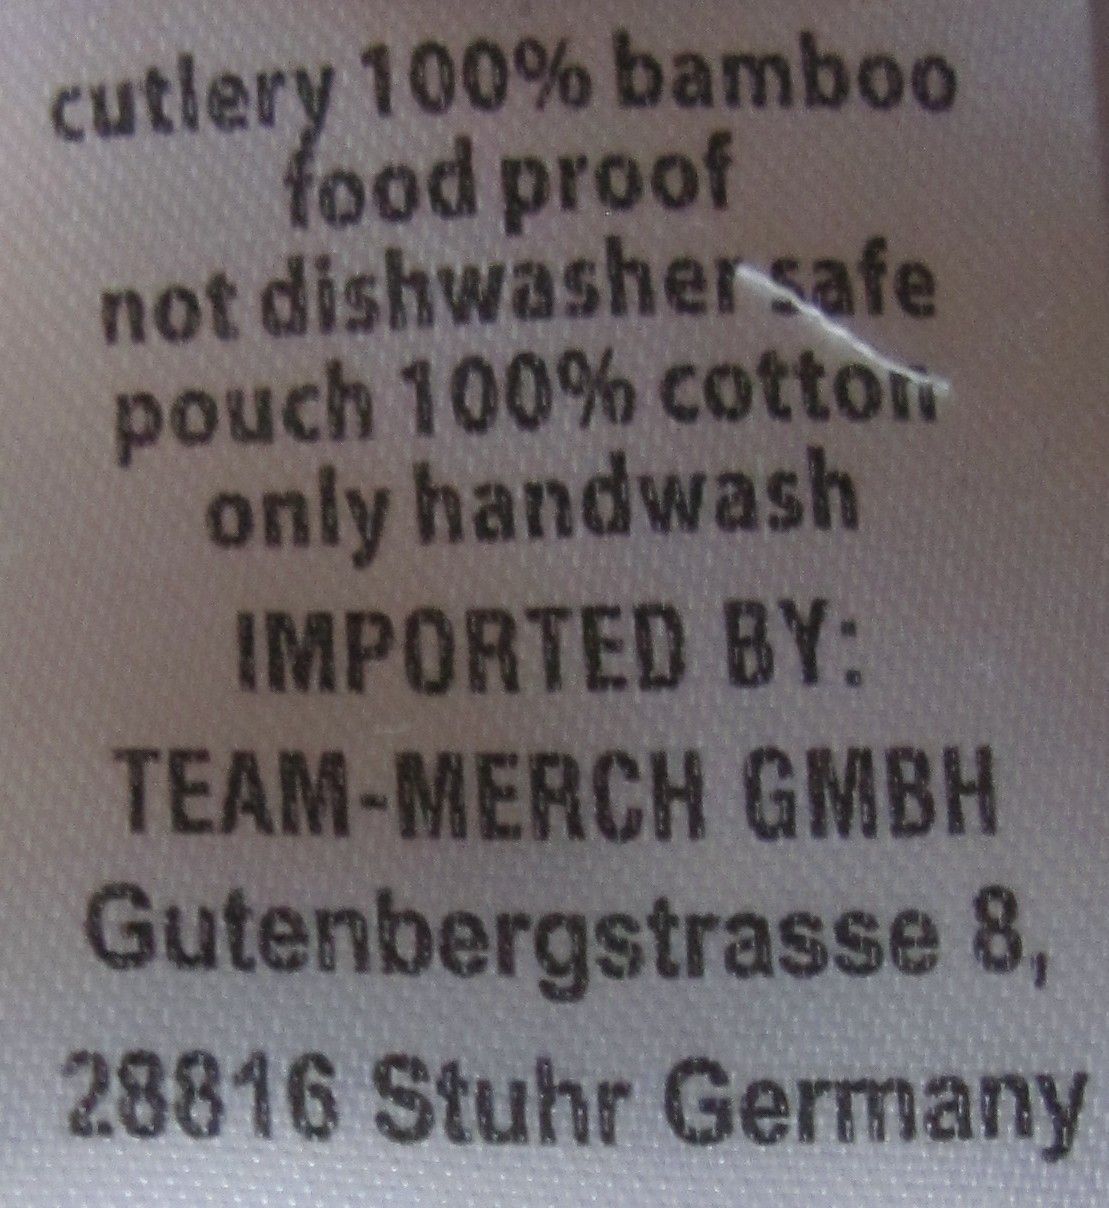 cutlery 100% bamboo
food proof
not dishwasher safe
pouch 100% cotton
only handwash
IMPORTED BY:
TEAM-MERCH GMBH
Gutenbergstrasse 8,
28816 Stuhr Germany